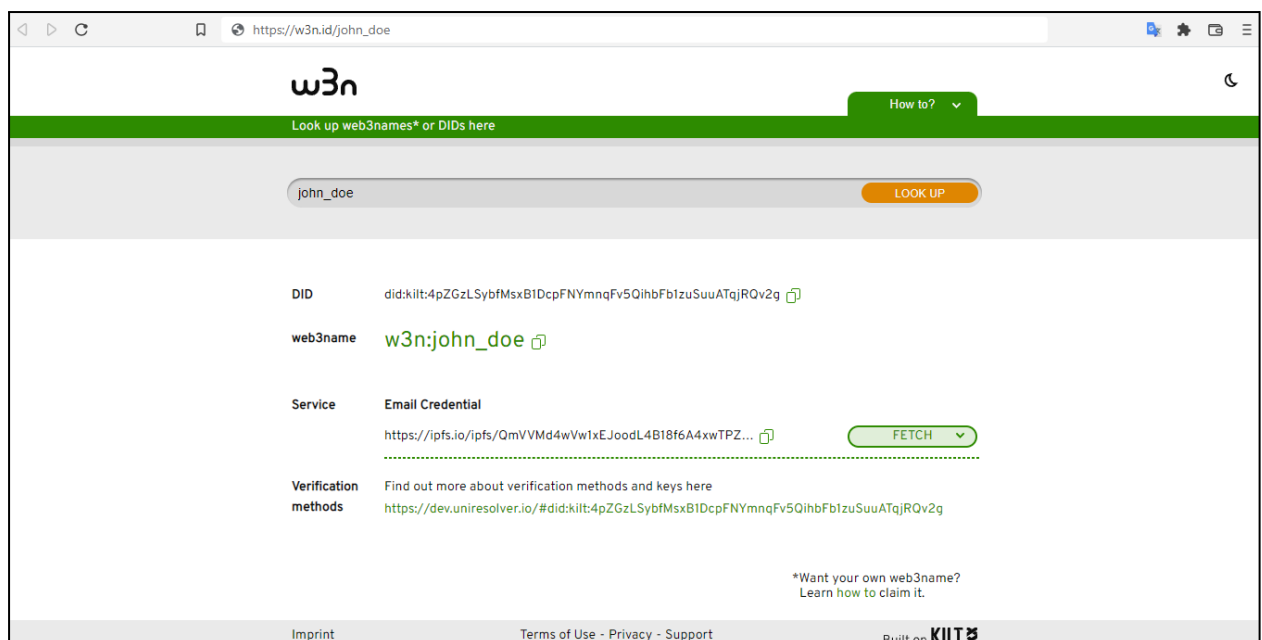 https://w3n.id/john_doe
w3n
How to?
Look up web3names* or DIDs here
john_doe
LOOK UP
DID
did:kilt:4pZGzLSybfMsxB1DcpFNYmnqFv5QihbFb1zuSuuATqjRQv2g
web3name
w3n:john_doe
Service
Email Credential
https://ipfs.io/ipfs/QmVVMd4wVw1xEJoodL4B18f6A4xwTPZ...
FETCH
Verification
methods
Find out more about verification methods and keys here
https://dev.uniresolver.io/#did:kilt:4pZGzLSybfMsxB1DcpFNYmnqFv5QihbFb1zuSuuATqjRQv2g
*Want your own web3name?
Learn how to claim it.
Imprint
Terms of Use - Privacy - Support
Built on KILT